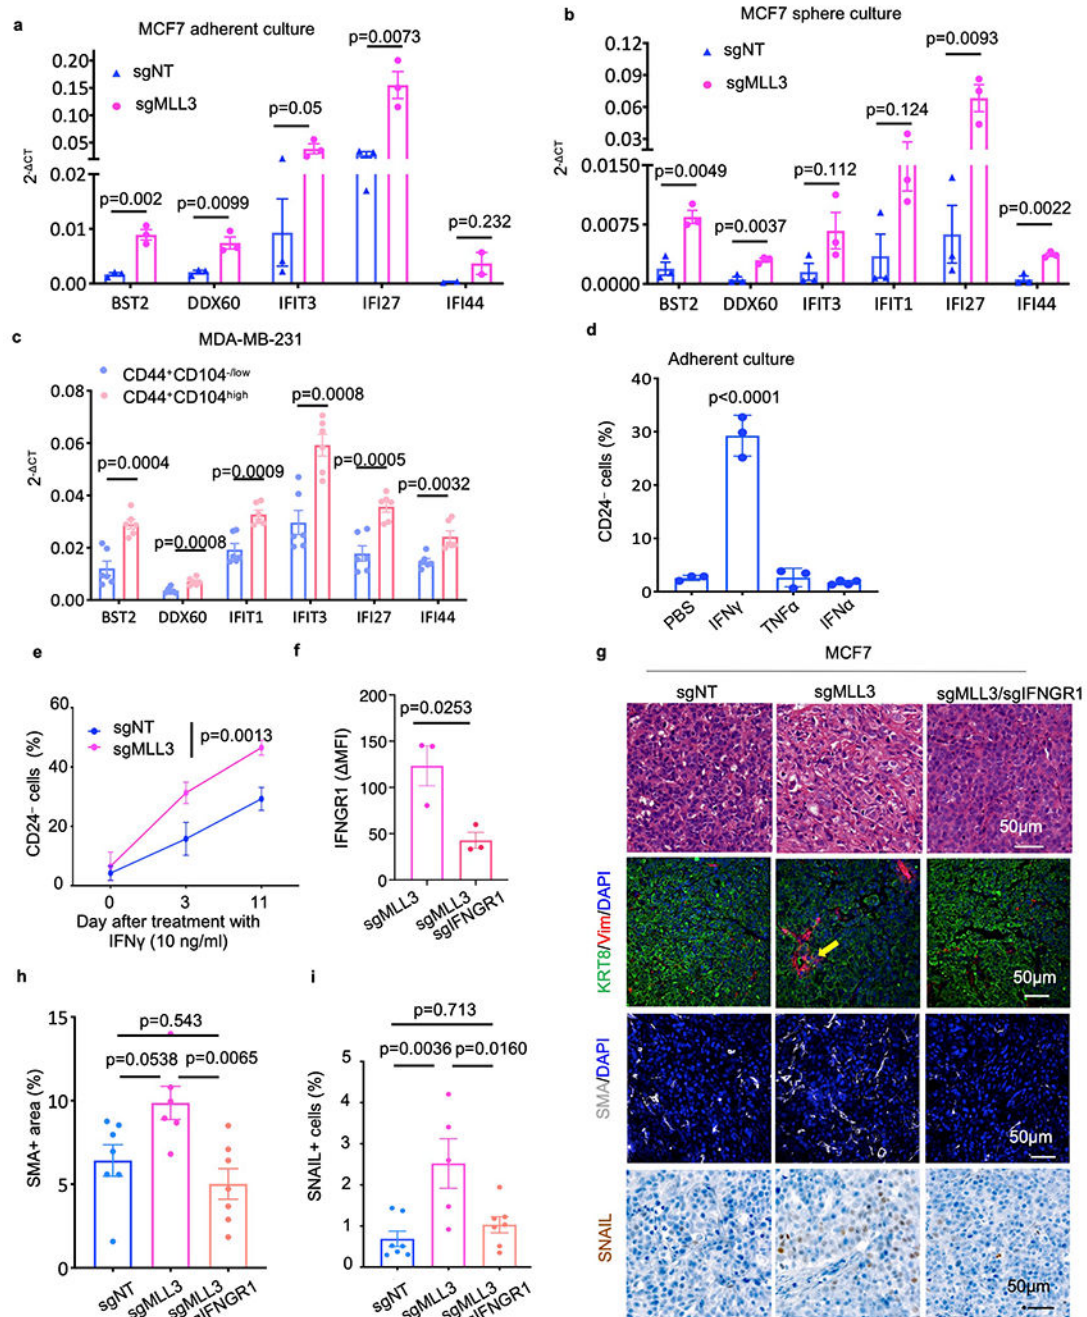 a
MCF7 adherent culture
sgNT
sgMLL3
2-ΔCT
0.20
0.15
0.10
0.05
0.02
0.01
0.00
p=0.002
p=0.0099
p=0.05
p=0.0073
p=0.232
BST2 DDX60 IFIT3 IFI27 IFI44
b
MCF7 sphere culture
sgNT
sgMLL3
2-ΔCT
0.12
0.09
0.06
0.03
0.0150
0.0075
0.0000
p=0.0049
p=0.0037
p=0.112
p=0.124
p=0.0093
p=0.0022
BST2 DDX60 IFIT3 IFIT1 IFI27 IFI44
c
MDA-MB-231
CD44+CD104-/low
CD44+CD104high
2-ΔCT
0.08
0.06
0.04
0.02
0.00
p=0.0004
p=0.0008
p=0.0009
p=0.0008
p=0.0005
p=0.0032
BST2 DDX60 IFIT1 IFIT3 IFI27 IFI44
d
Adherent culture
CD24− cells (%)
40
30
20
10
0
p<0.0001
PBS IFNγ TNFα IFNα
e
CD24− cells (%)
60
40
20
0
sgNT
sgMLL3
p=0.0013
0 3 11
Day after treatment with
IFNγ (10 ng/ml)
f
IFNGR1 (ΔMFI)
200
150
100
50
0
p=0.0253
sgMLL3
sgMLL3
sgIFNGR1
g
MCF7
sgNT sgMLL3 sgMLL3/sgIFNGR1
50µm
KRT8/Vim/DAPI
50µm
SMA/DAPI
50µm
SNAIL
50µm
h
SMA+ area (%)
15
10
5
0
p=0.543
p=0.0538
p=0.0065
sgNT
sgMLL3
sgMLL3
gIFNGR1
i
SNAIL+ cells (%)
5
4
3
2
1
0
p=0.713
p=0.0036
p=0.0160
sgNT
sgMLL3
sgMLL3
gIFNGR1